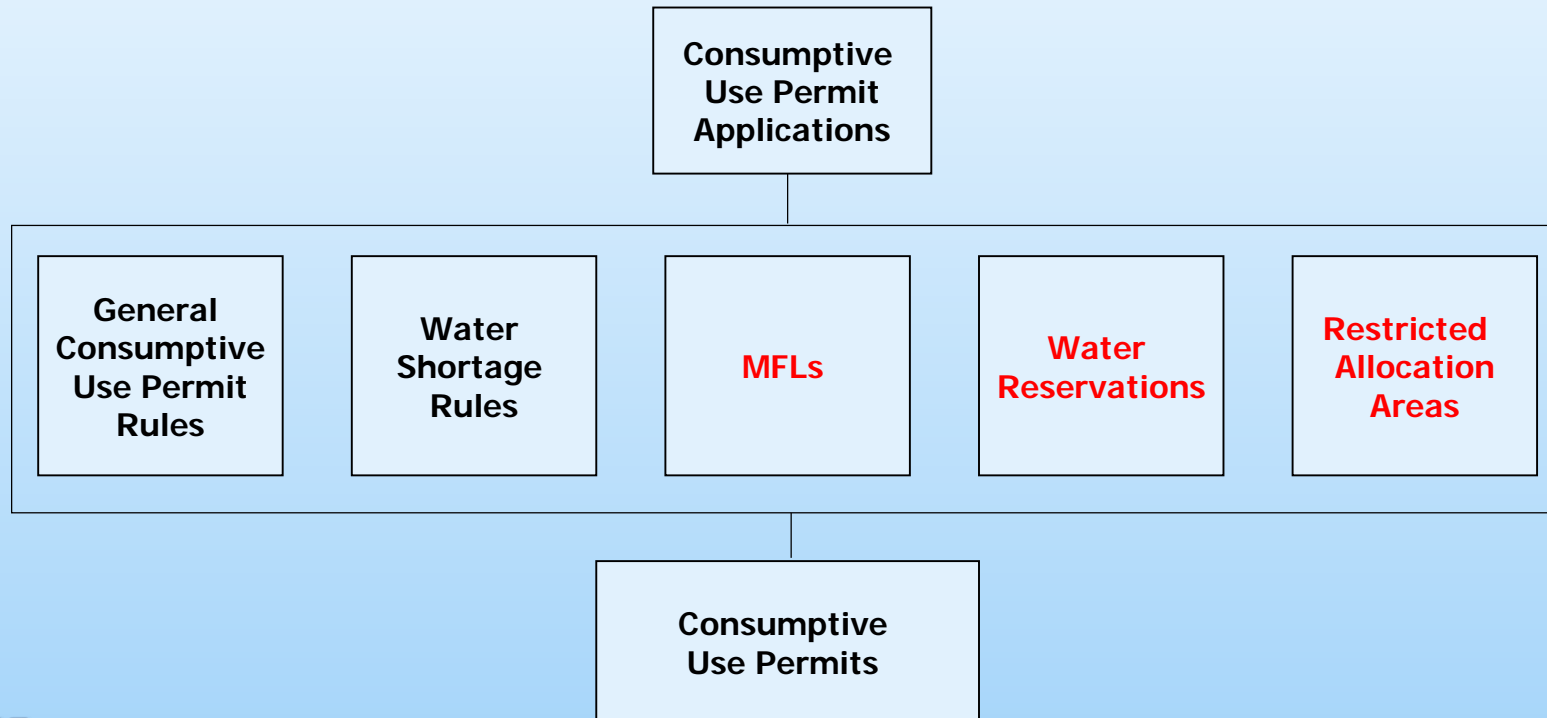 Consumptive
Use Permit
Applications
General
Consumptive
Use Permit
Rules
Water
Shortage
Rules
MFLs
Water
Reservations
Restricted
Allocation
Areas
Consumptive
Use Permits